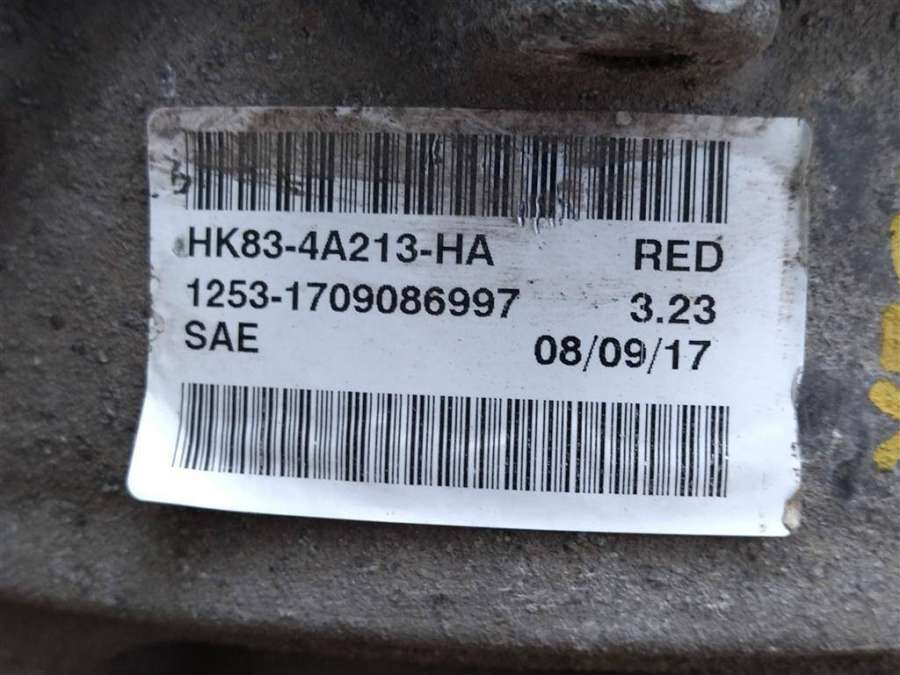 HK83-4A213-HA RED
1253-1709086997 3.23
SAE 08/09/17